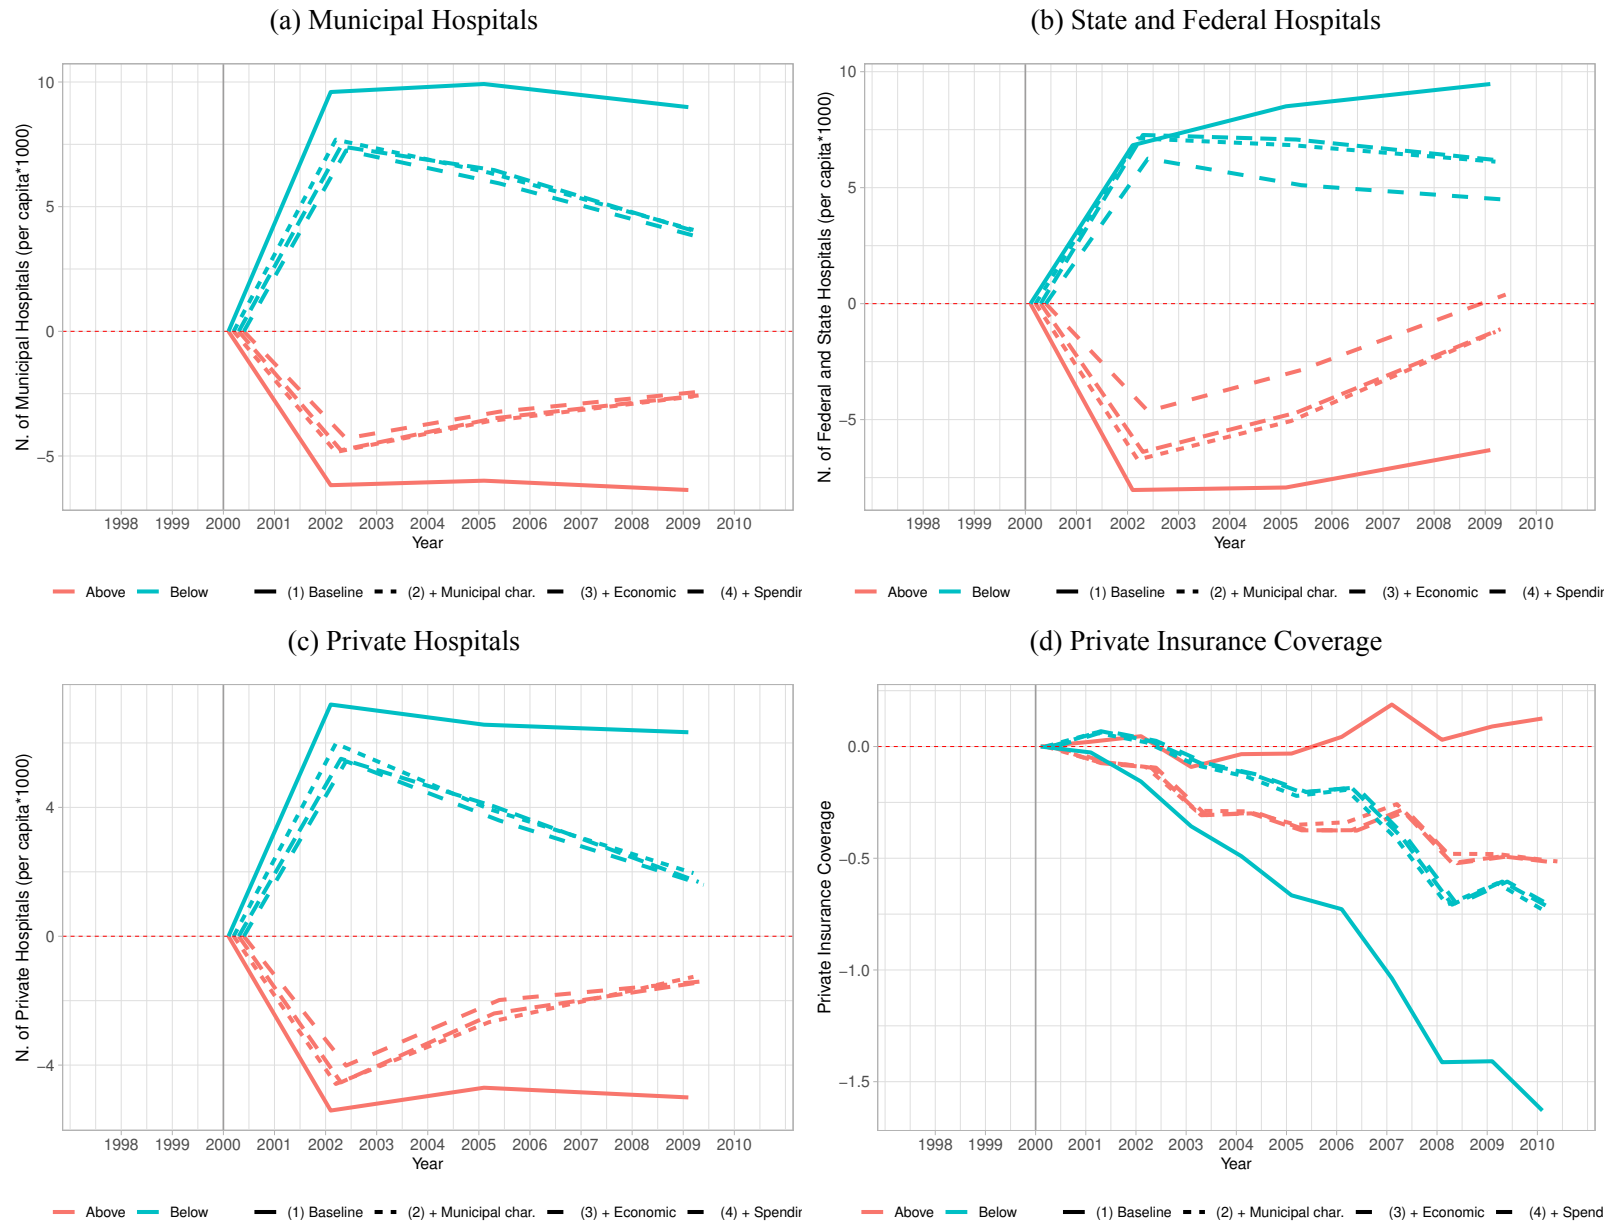 (a) Municipal Hospitals
N. of Municipal Hospitals (per capita*1000)
10
5
0
−5
1998 1999 2000 2001 2002 2003 2004 2005 2006 2007 2008 2009 2010
Year
Above Below (1) Baseline (2) + Municipal char. (3) + Economic (4) + Spendin
(b) State and Federal Hospitals
N. of Federal and State Hospitals (per capita*1000)
10
5
0
−5
1998 1999 2000 2001 2002 2003 2004 2005 2006 2007 2008 2009 2010
Year
Above Below (1) Baseline (2) + Municipal char. (3) + Economic (4) + Spendin
(c) Private Hospitals
N. of Private Hospitals (per capita*1000)
4
0
−4
1998 1999 2000 2001 2002 2003 2004 2005 2006 2007 2008 2009 2010
Year
Above Below (1) Baseline (2) + Municipal char. (3) + Economic (4) + Spendin
(d) Private Insurance Coverage
Private Insurance Coverage
0.0
−0.5
−1.0
−1.5
1998 1999 2000 2001 2002 2003 2004 2005 2006 2007 2008 2009 2010
Year
Above Below (1) Baseline (2) + Municipal char. (3) + Economic (4) + Spend